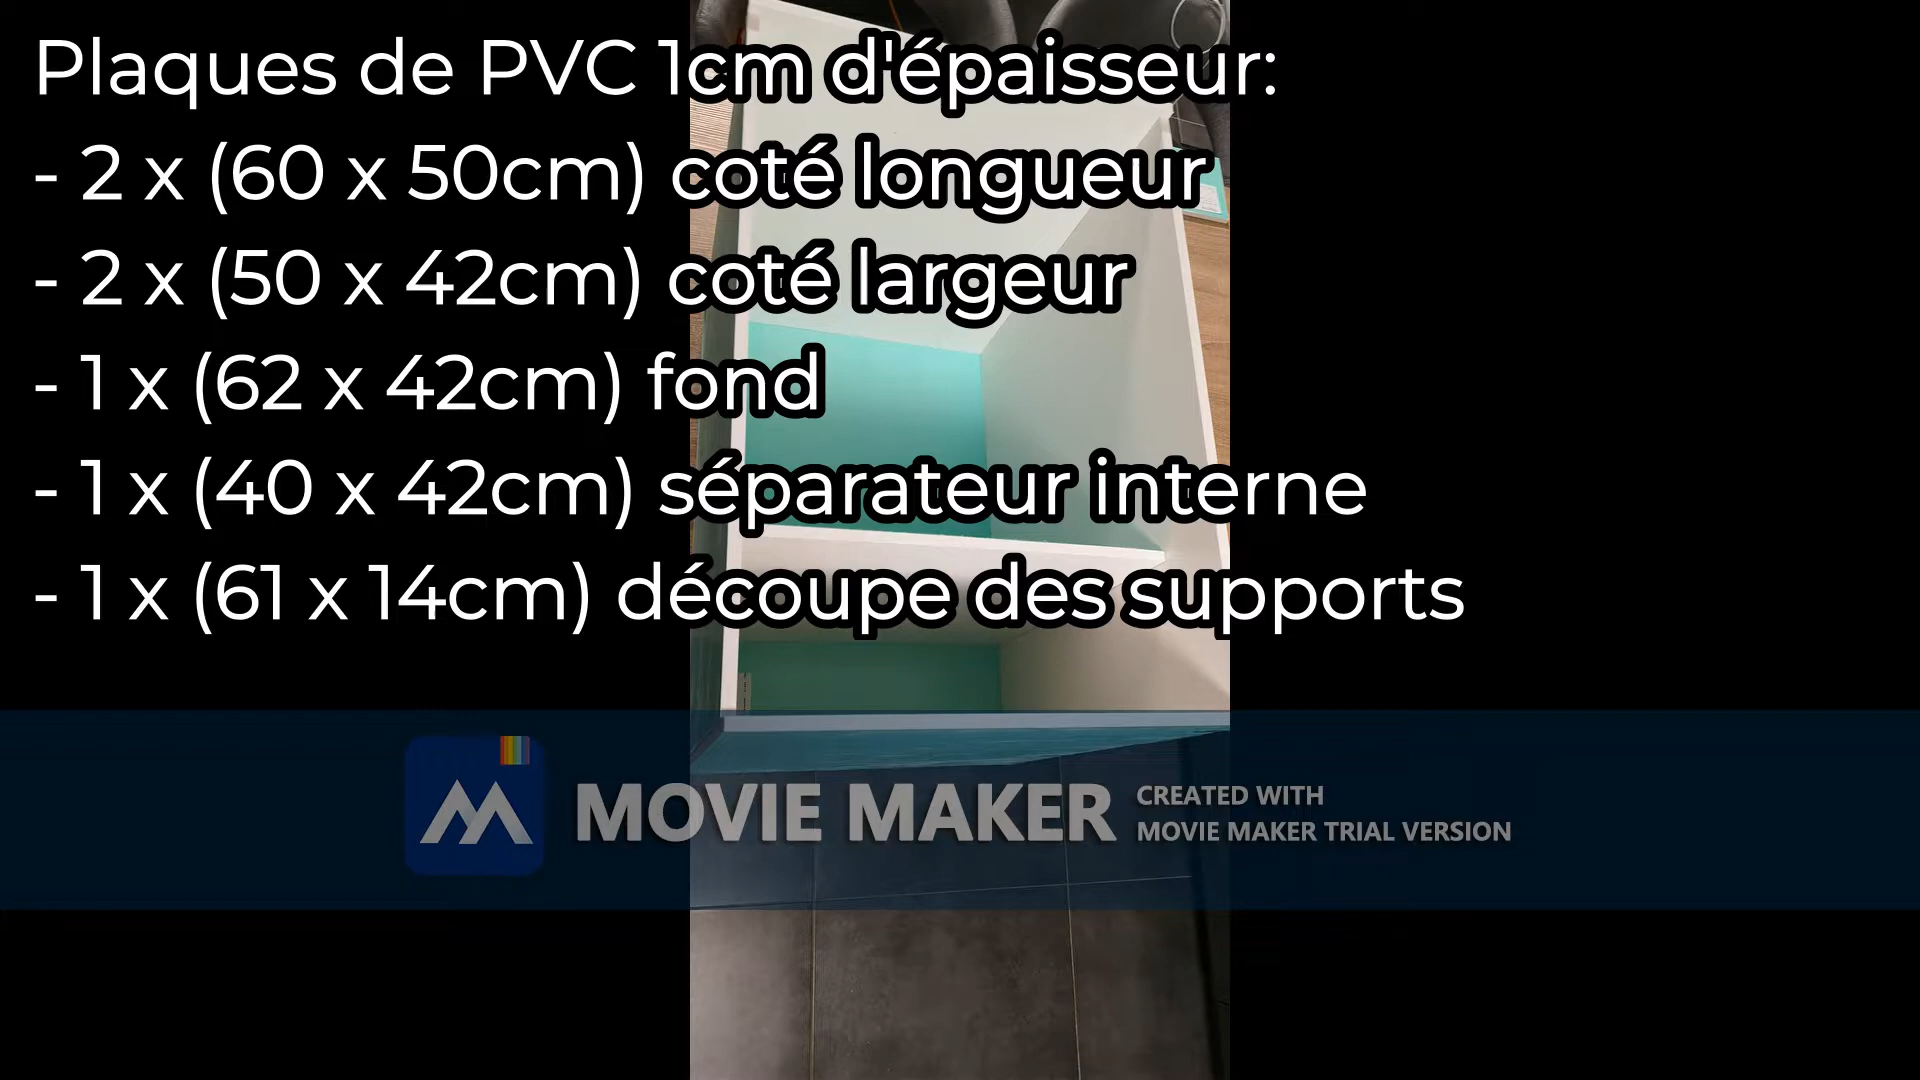 Plaques de PVC 1cm d'épaisseur:
- 2 x (60 x 50cm) coté longueur
- 2 x (50 x 42cm) coté largeur
- 1 x (62 x 42cm) fond
- 1 x (40 x 42cm) séparateur interne
- 1 x (61 x 14cm) découpe des supports
MOVIE MAKER
CREATED WITH
MOVIE MAKER TRIAL VERSION